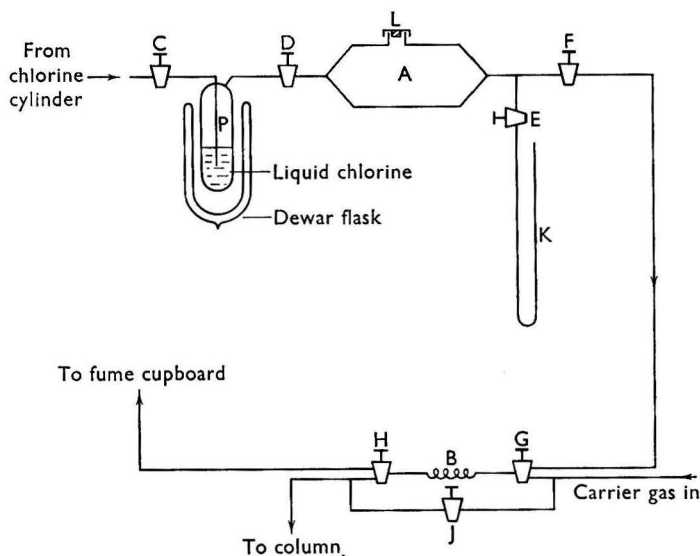 From
chlorine
cylinder
C
D
L
A
F
P
E
Liquid chlorine
Dewar flask
K
To fume cupboard
H
B
G
Carrier gas in
J
To column.